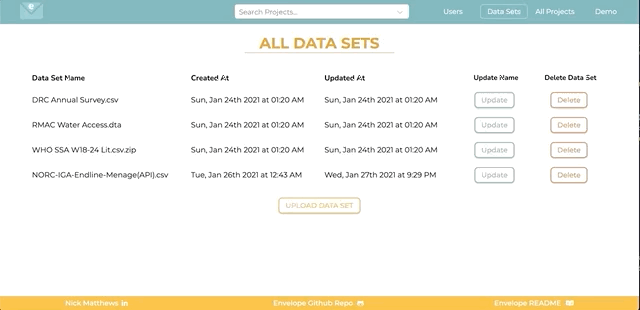 e
Search Projects...
Users
Data Sets
All Projects
Demo
ALL DATA SETS
Data Set Name Created At Updated At Update Name Delete Data Set
DRC Annual Survey.csv Sun, Jan 24th 2021 at 01:20 AM Sun, Jan 24th 2021 at 01:20 AM Update Delete
RMAC Water Access.dta Sun, Jan 24th 2021 at 01:20 AM Sun, Jan 24th 2021 at 01:20 AM Update Delete
WHO SSA W18-24 Lit.csv.zip Sun, Jan 24th 2021 at 01:20 AM Sun, Jan 24th 2021 at 01:20 AM Update Delete
NORC-IGA-Endline-Menage(API).csv Tue, Jan 26th 2021 at 12:43 AM Wed, Jan 27th 2021 at 9:29 PM Update Delete
UPLOAD DATA SET
Nick Matthews in Envelope Github Repo Envelope README